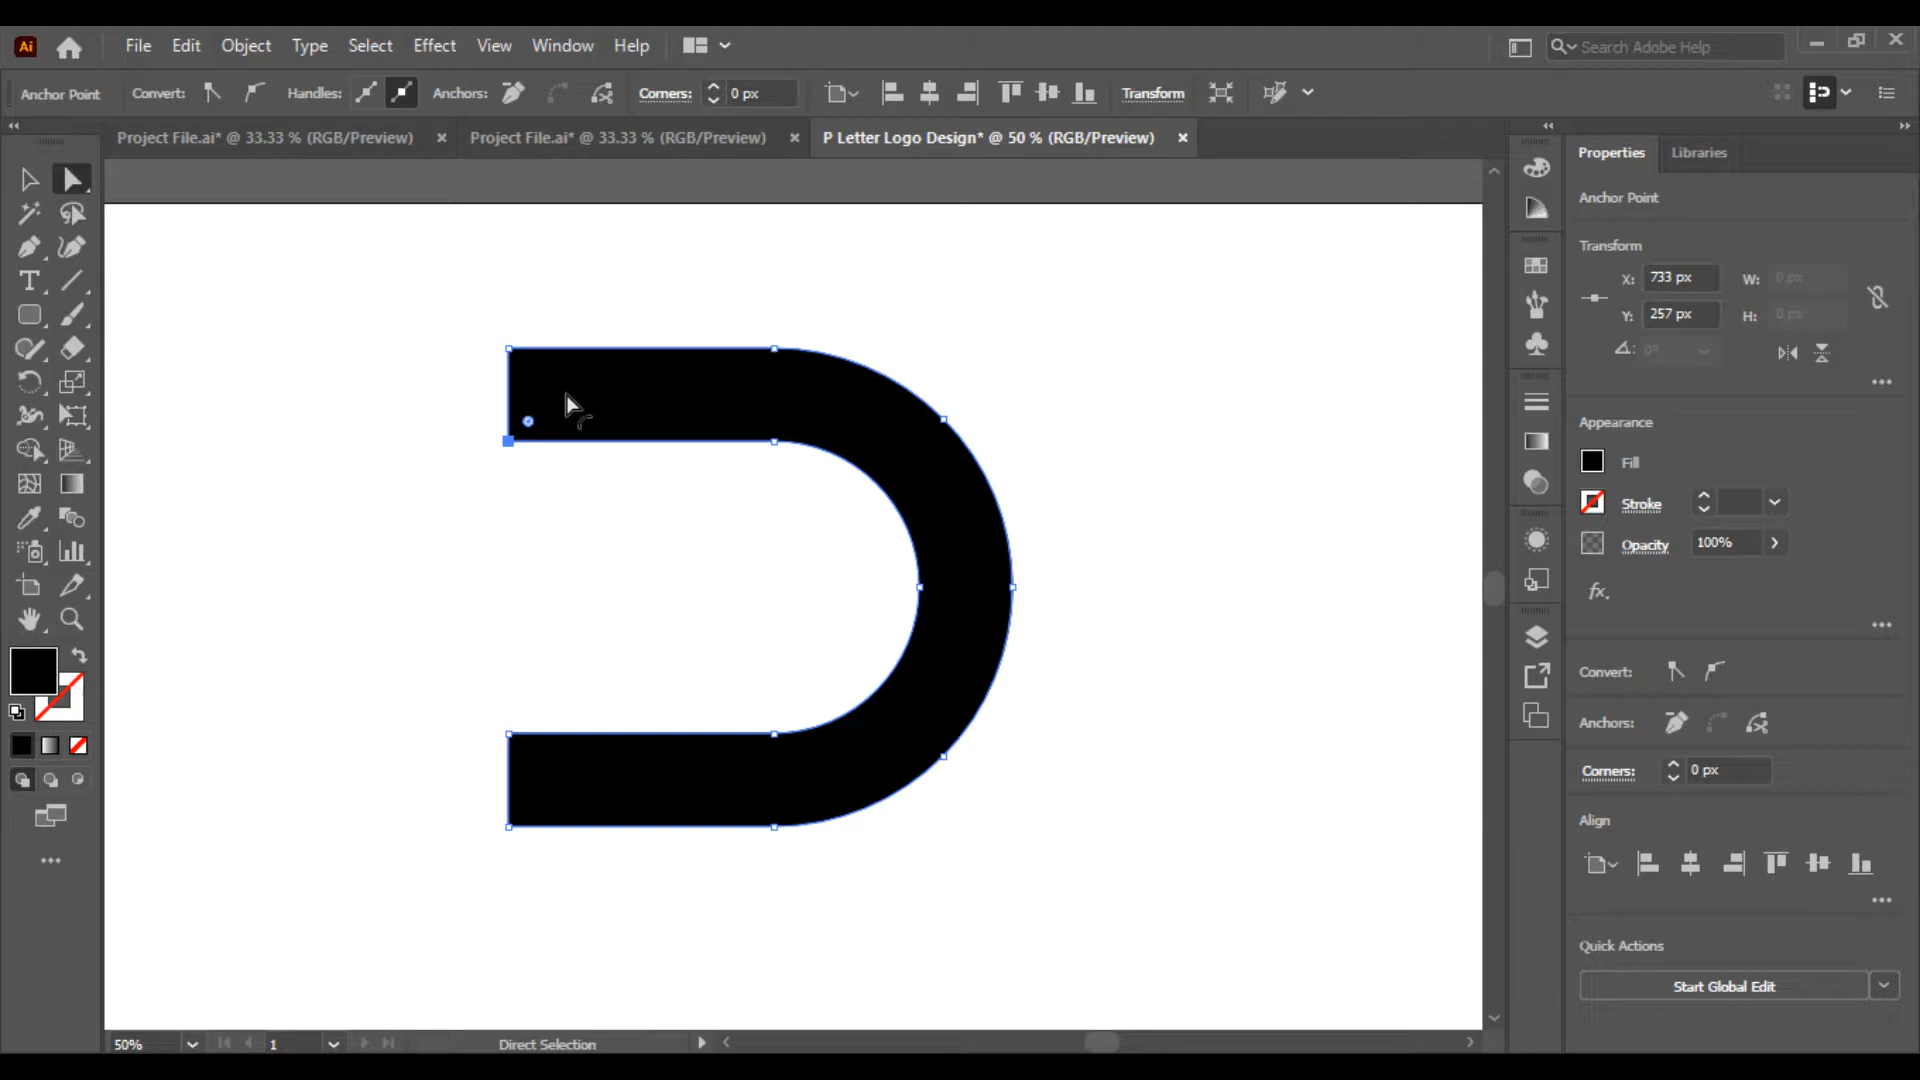 Ai File Edit Object Type Select Effect View Window Help Search Adobe Help
Anchor Point Convert: Handles: Anchors: Corners: 0 px Transform
Project File.ai* @ 33.33 % (RGB/Preview) × Project File.ai* @ 33.33 % (RGB/Preview) × P Letter Logo Design* @ 50 % (RGB/Preview) ×
Properties Libraries
Anchor Point
Transform
X: 733 px W: 0 px
Y: 257 px H: 0 px
0°
Appearance
Fill
Stroke
Opacity 100%
fx.
Convert:
Anchors:
Corners: 0 px
Align
Quick Actions
Start Global Edit
50% 1 Direct Selection